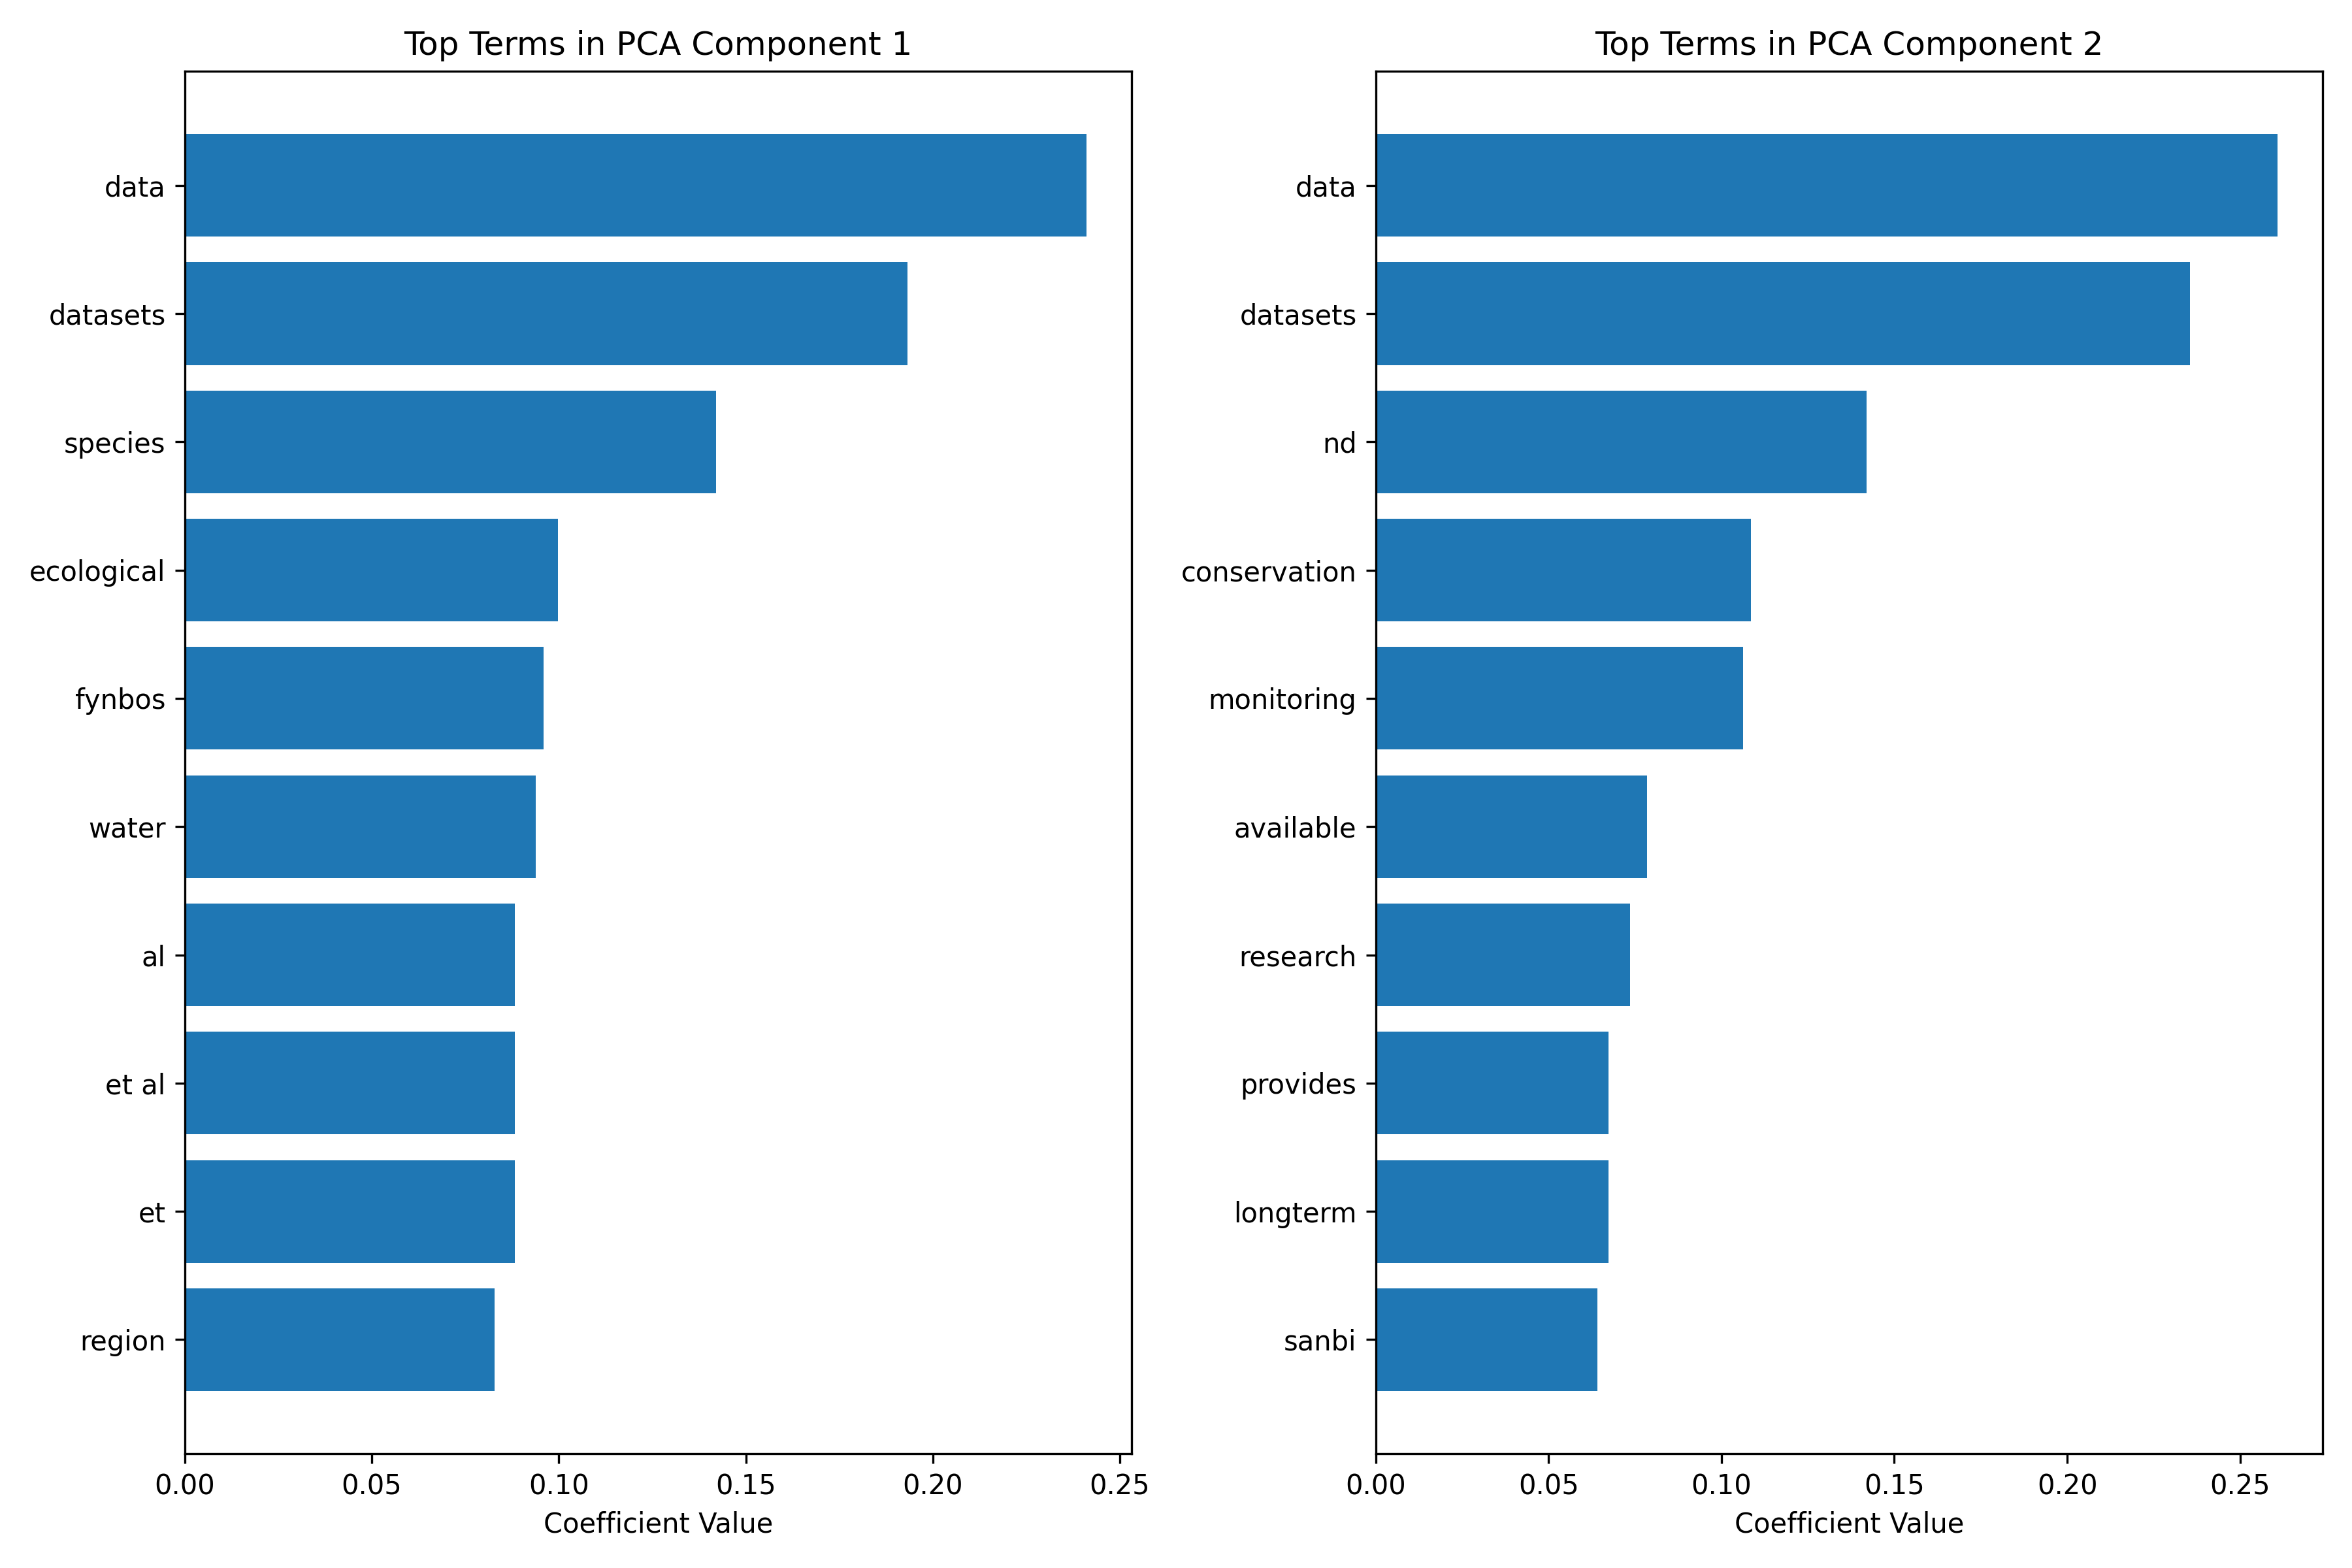 Top Terms in PCA Component 1
data
datasets
species
ecological
fynbos
water
al
et al
et
region
0.00 0.05 0.10 0.15 0.20 0.25
Coefficient Value
Top Terms in PCA Component 2
data
datasets
nd
conservation
monitoring
available
research
provides
longterm
sanbi
0.00 0.05 0.10 0.15 0.20 0.25
Coefficient Value